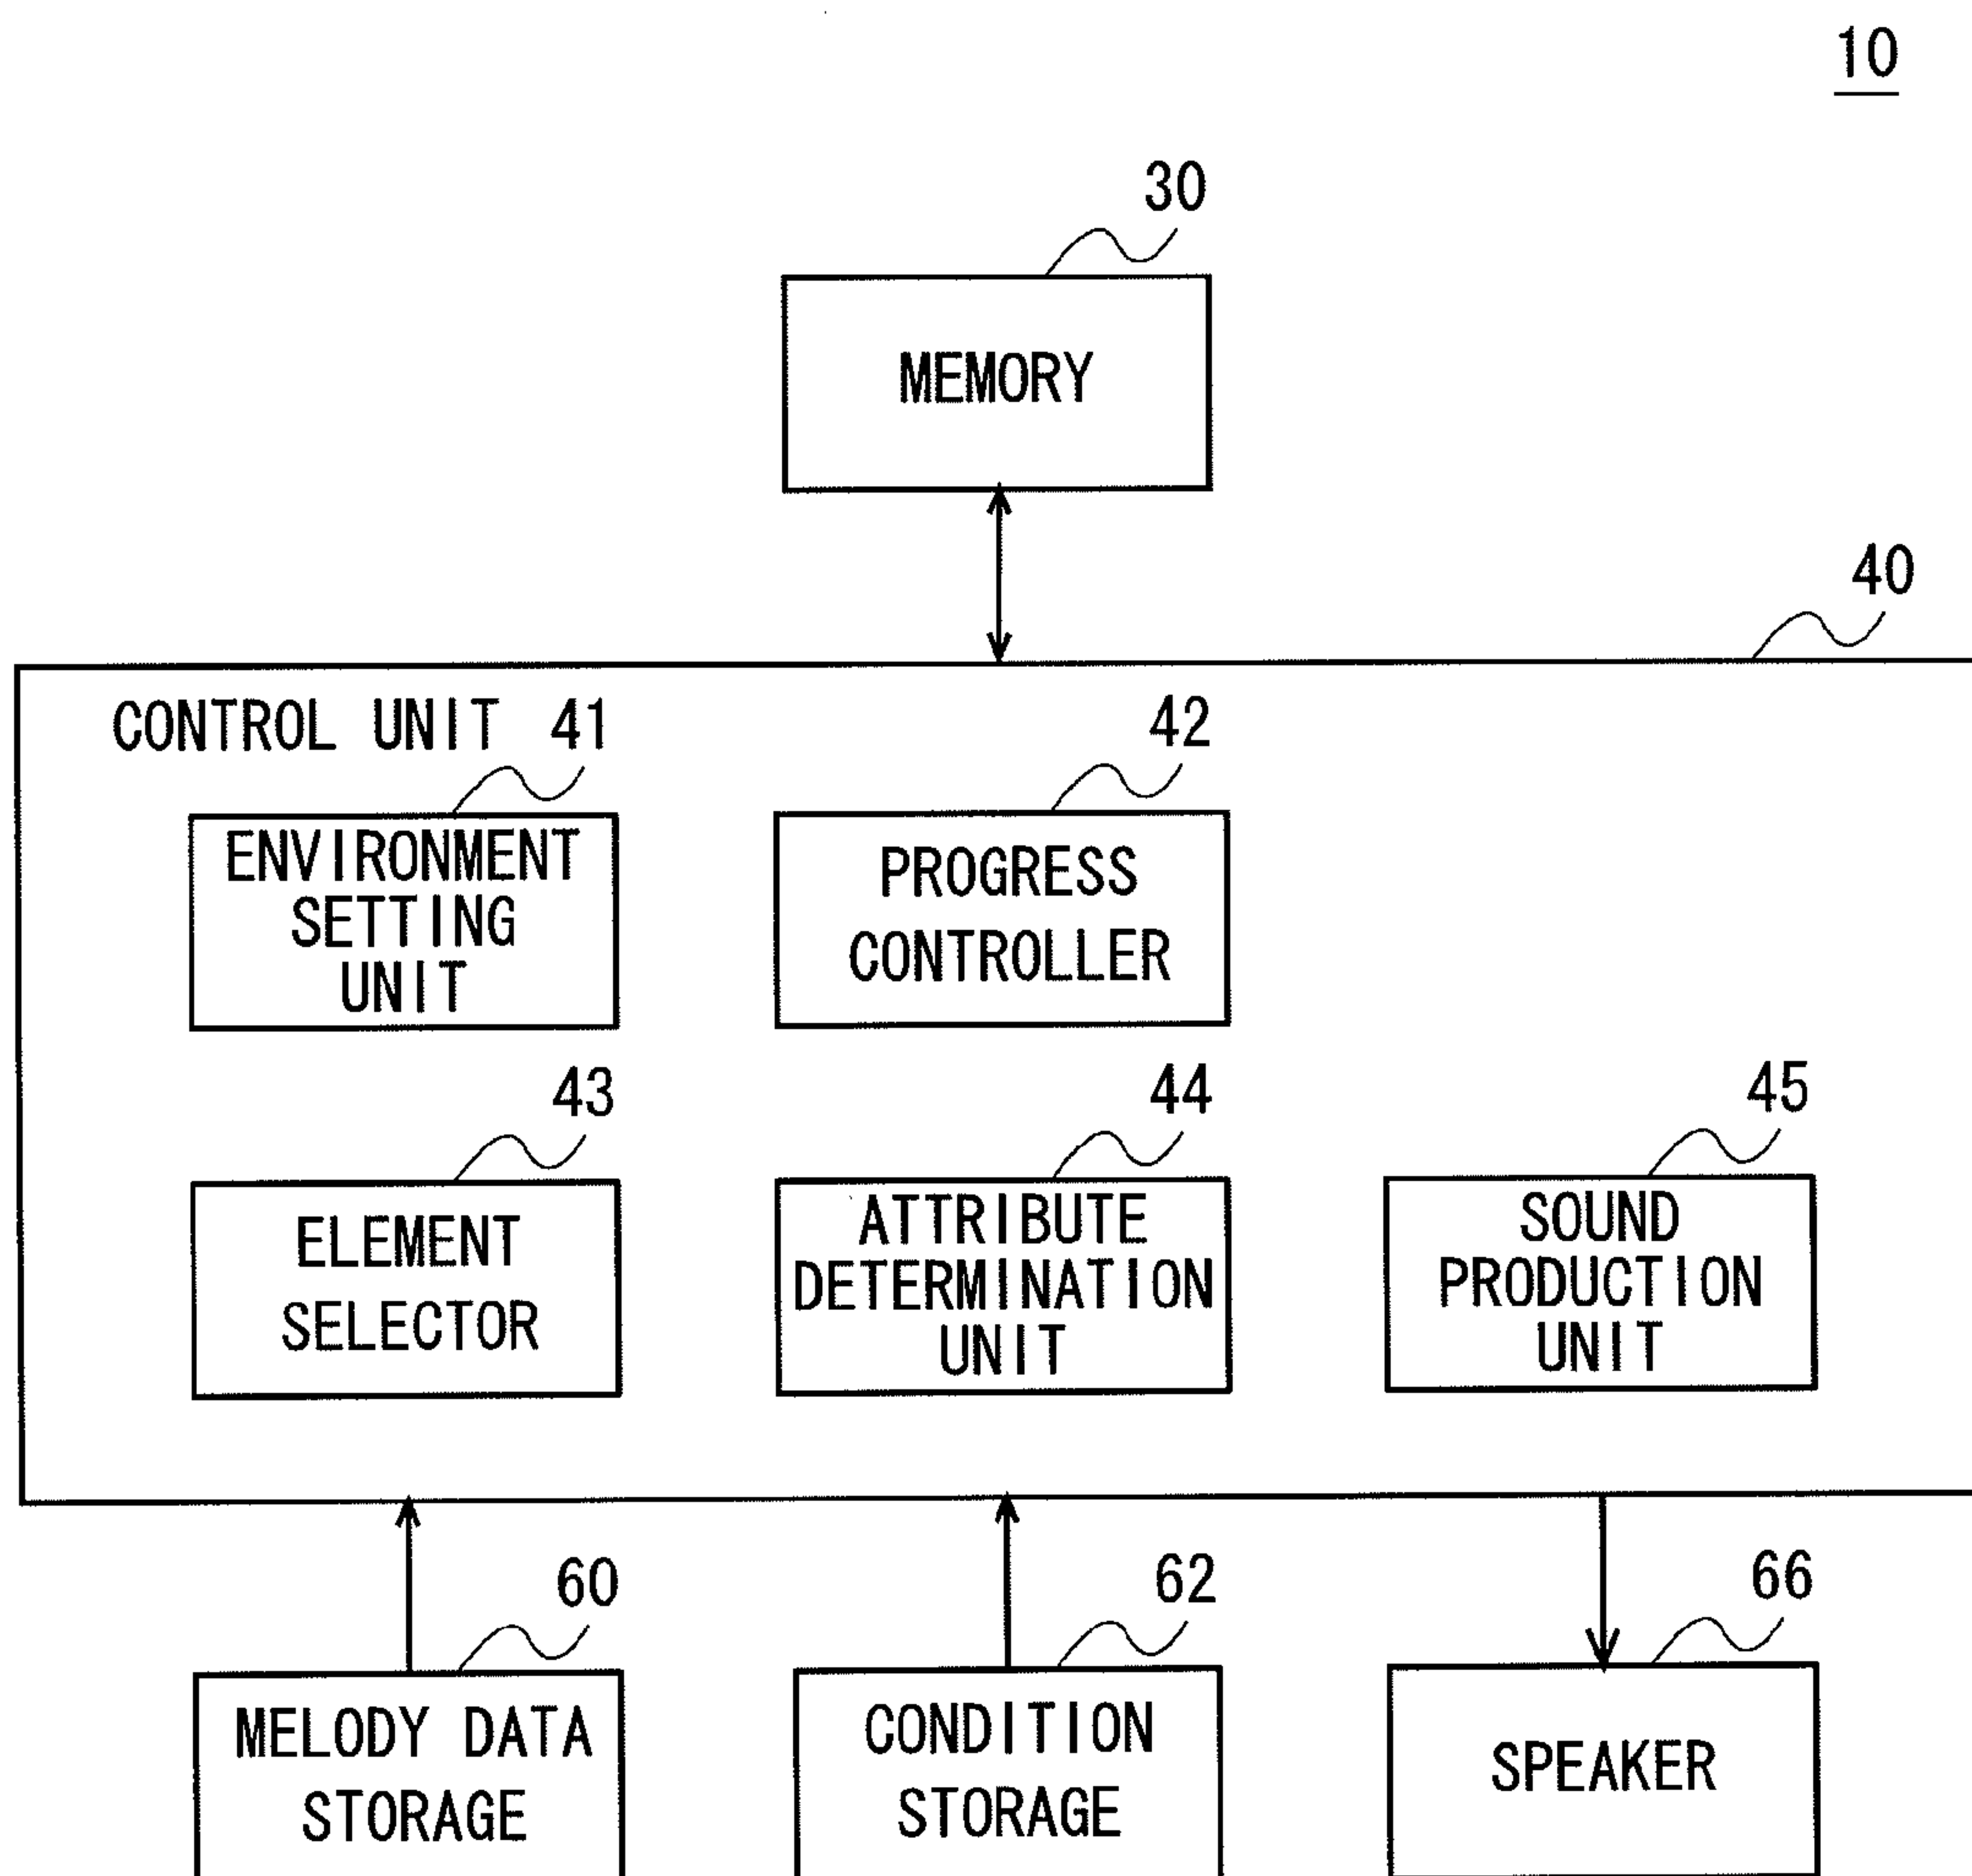 10
30
MEMORY
40
CONTROL UNIT
41
42
ENVIRONMENT
SETTING
UNIT
PROGRESS
CONTROLLER
43
44
45
ELEMENT
SELECTOR
ATTRIBUTE
DETERMINATION
UNIT
SOUND
PRODUCTION
UNIT
60
62
66
MELODY DATA
STORAGE
CONDITION
STORAGE
SPEAKER